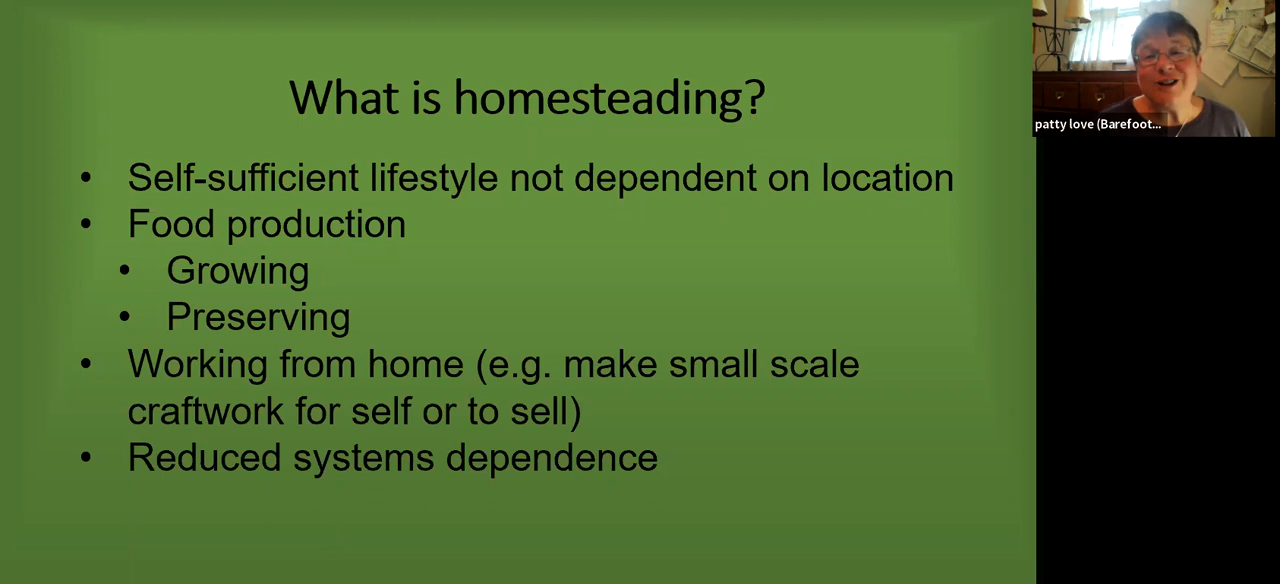 What is homesteading?
• Self-sufficient lifestyle not dependent on location
• Food production
• Growing
• Preserving
• Working from home (e.g. make small scale
craftwork for self or to sell)
• Reduced systems dependence
patty love (Barefoot...